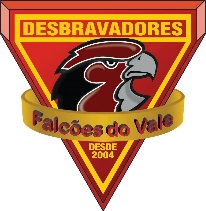 DESBRAVADORES
Falcões do Vale
DESDE
2004